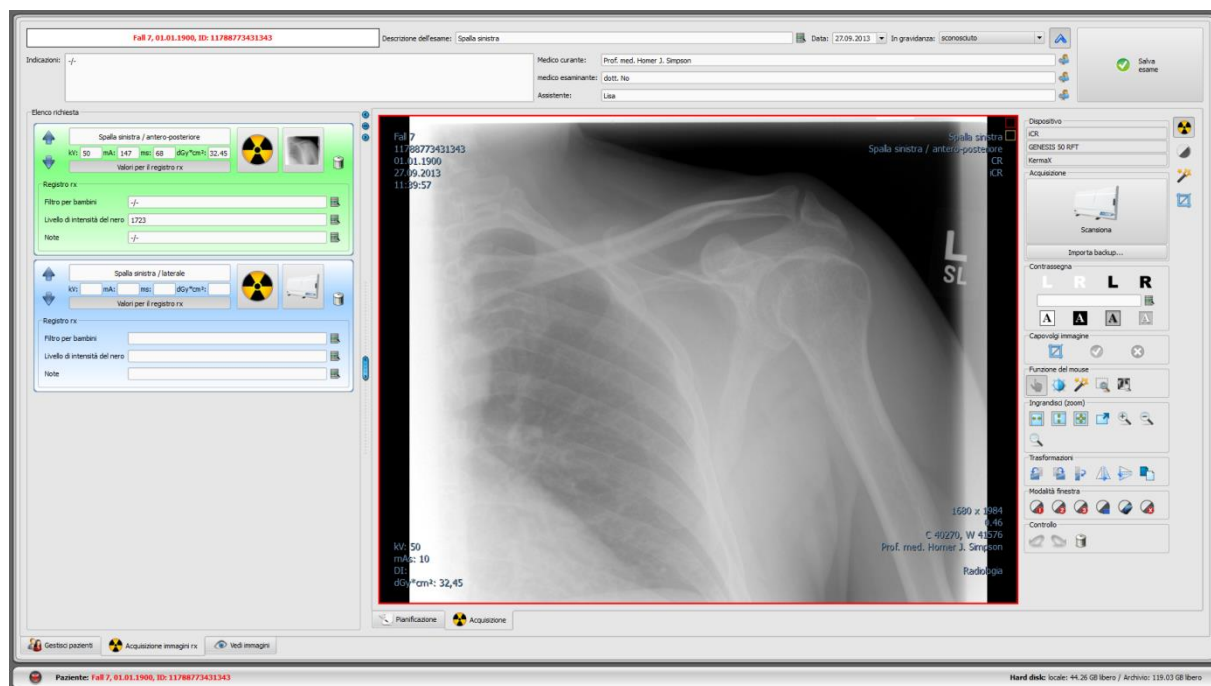 Fall 7, 01.01.1900, ID: 11788773431343
Descrizione dell'esame: Spalla sinistra
Data: 27.09.2013 In gravidanza: sconosciuto
Salva esame
Indicazioni: -/-
Medico curante: Prof. med. Homer J. Simpson
medico esaminante: dott. No
Assistente: Lisa
Elenco richiesta
Spalla sinistra / antero-posteriore
kV: 50 mA: 147 ms: 68 dGy*cm²: 32.45
Valori per il registro rx
Registro rx
Filtro per bambini -/-
Livello di intensità del nero 1723
Note -/-
Spalla sinistra / laterale
kV: mA: ms: dGy*cm²:
Valori per il registro rx
Registro rx
Filtro per bambini
Livello di intensità del nero
Note
Fall 7
11788773431343
01.01.1900
27.09.2013
11:39:57
Spalla sinistra
Spalla sinistra / antero-posteriore
CR
iCR
L
SL
kV: 50
mAs: 10
DI:
dGy*cm²: 32,45
1680 x 1984
0.46
C 40270, W 41576
Prof. med. Homer J. Simpson
Radiologia
Dispositivo
iCR
GENESIS 50 RPT
KermaX
Acquisizione
Scansiona
Importa backup...
Contrassegna
L R L R
A A A A
Capovolgi immagine
Funzione del mouse
Ingrandisci (zoom)
Trasformazioni
Modalità finestra
Controllo
Pianificazione Acquisizione
Gestisci pazienti Acquisizione immagini rx Vedi immagini
Paziente: Fall 7, 01.01.1900, ID: 11788773431343
Hard disk: locale: 44.26 GB libero / Archivio: 119.03 GB libero